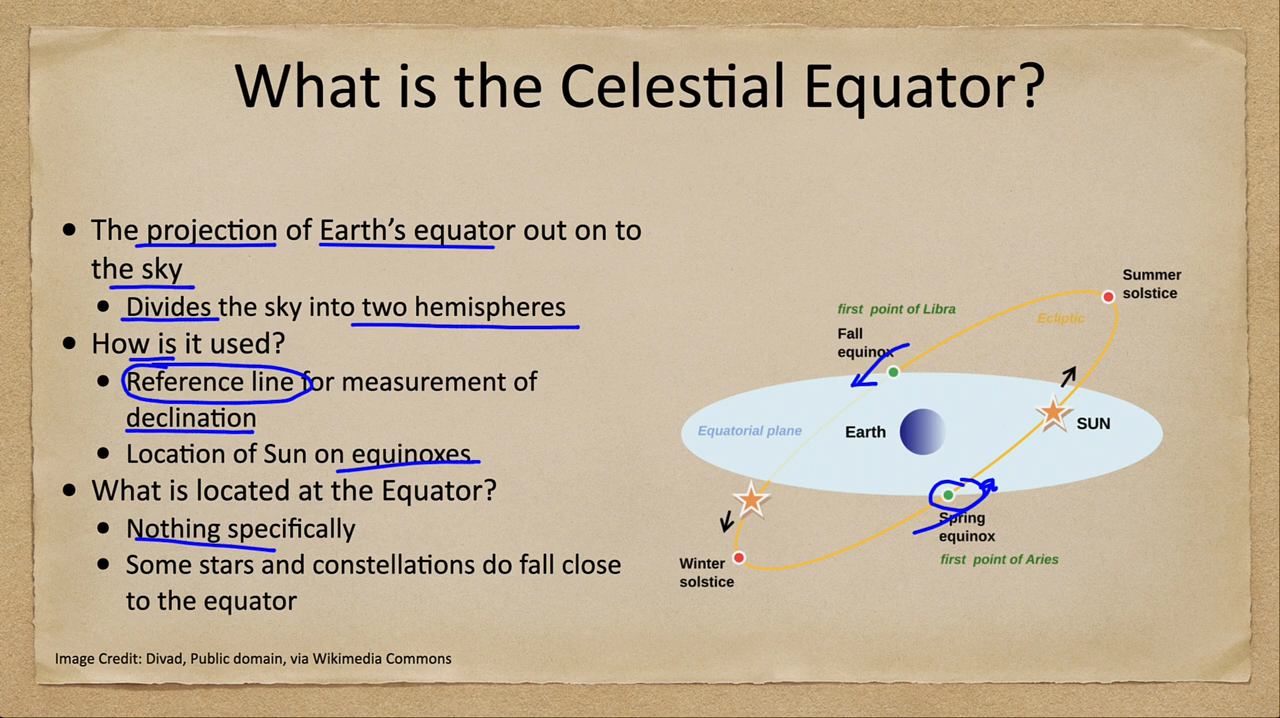 What is the Celestial Equator?
• The projection of Earth's equator out on to
the sky
• Divides the sky into two hemispheres
• How is it used?
• Reference line for measurement of
declination
• Location of Sun on equinoxes
• What is located at the Equator?
• Nothing specifically
• Some stars and constellations do fall close
to the equator
Summer
solstice
first point of Libra
Ecliptic
Fall
equinox
SUN
Equatorial plane
Earth
Spring
equinox
first point of Aries
Winter
solstice
Image Credit: Divad, Public domain, via Wikimedia Commons